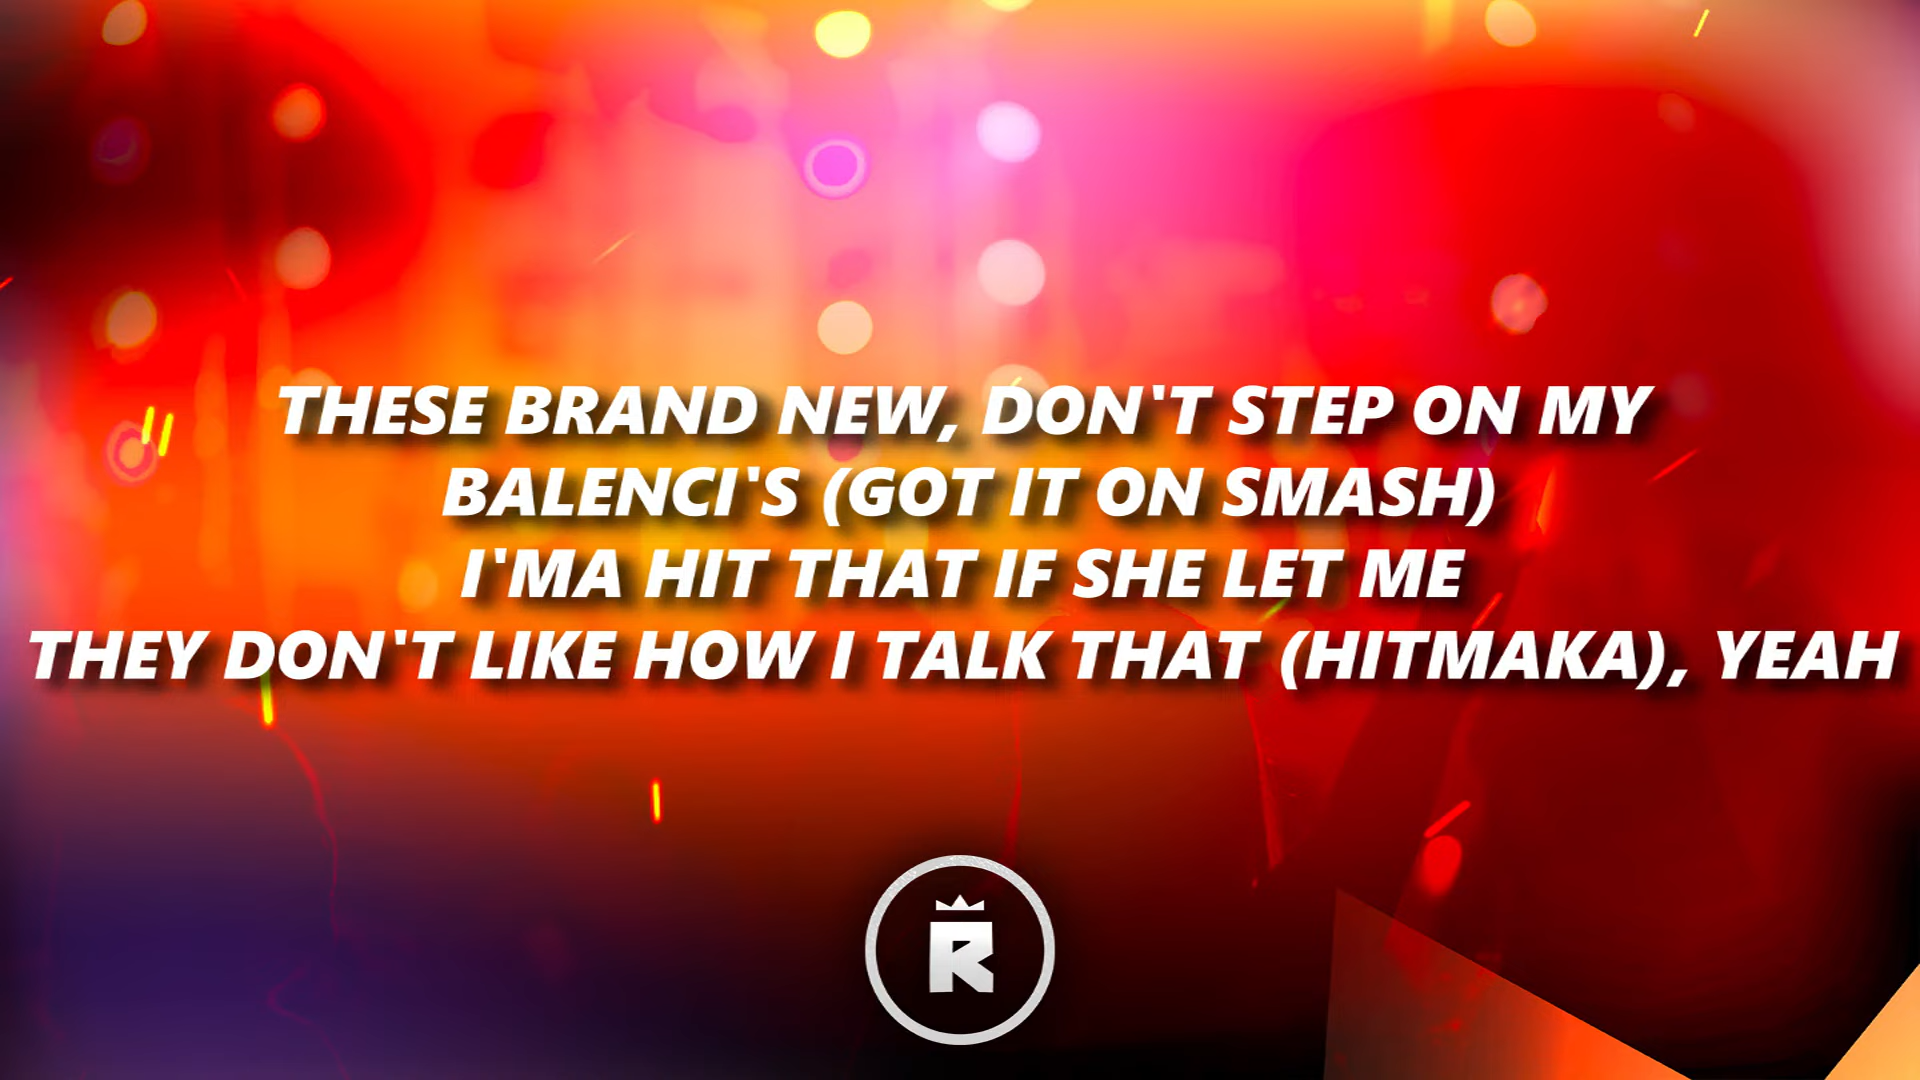 THESE BRAND NEW, DON'T STEP ON MY
BALENCI'S (GOT IT ON SMASH)
I'MA HIT THAT IF SHE LET ME
THEY DON'T LIKE HOW I TALK THAT (HITMAKA), YEAH
R